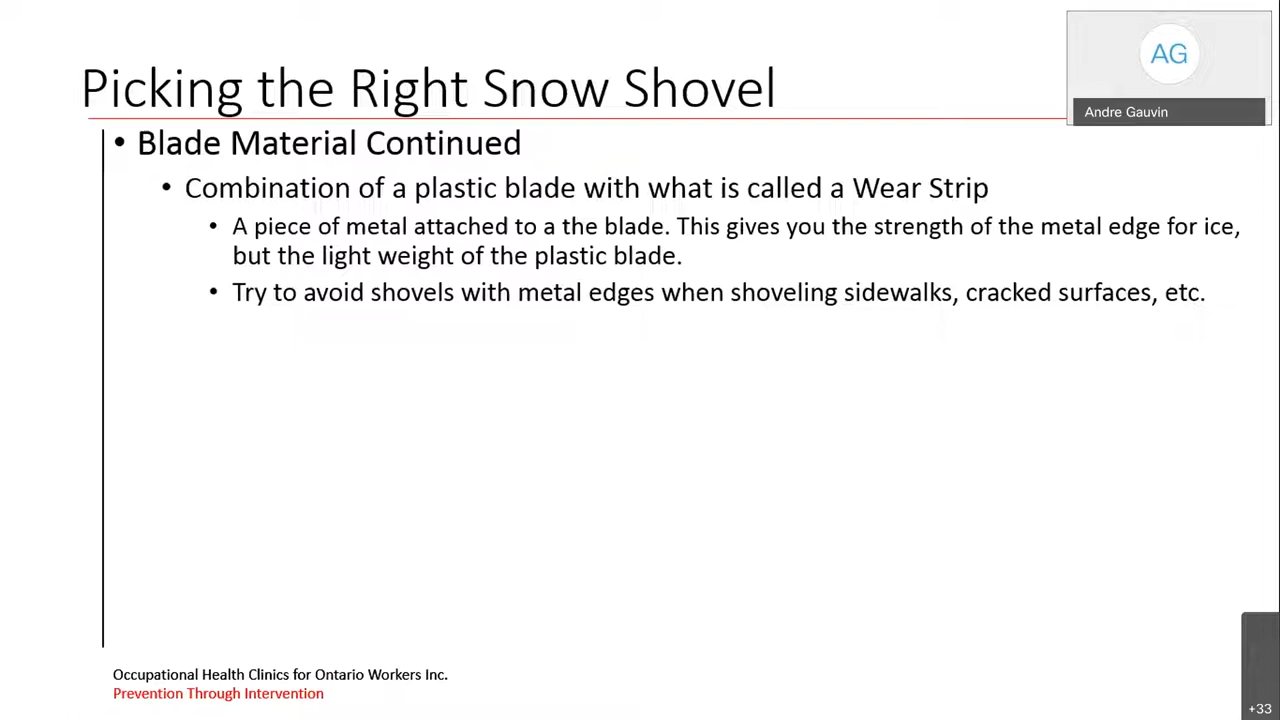 Picking the Right Snow Shovel
AG
Andre Gauvin
• Blade Material Continued
• Combination of a plastic blade with what is called a Wear Strip
• A piece of metal attached to a the blade. This gives you the strength of the metal edge for ice,
but the light weight of the plastic blade.
• Try to avoid shovels with metal edges when shoveling sidewalks, cracked surfaces, etc.
Occupational Health Clinics for Ontario Workers Inc.
Prevention Through Intervention
+33